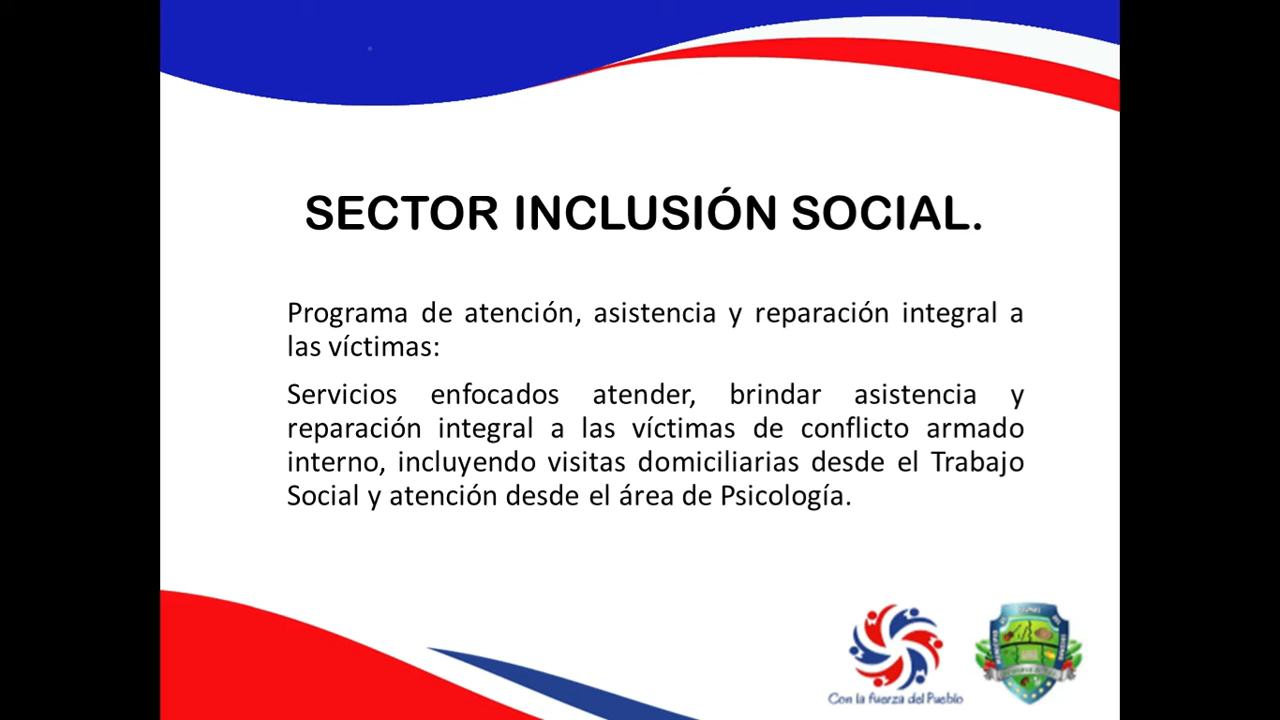 SECTOR INCLUSIÓN SOCIAL.
Programa de atención, asistencia y reparación integral a
las víctimas:
Servicios enfocados atender, brindar asistencia y
reparación integral a las víctimas de conflicto armado
interno, incluyendo visitas domiciliarias desde el Trabajo
Social y atención desde el área de Psicología.
Con la fuerza del Pueblo